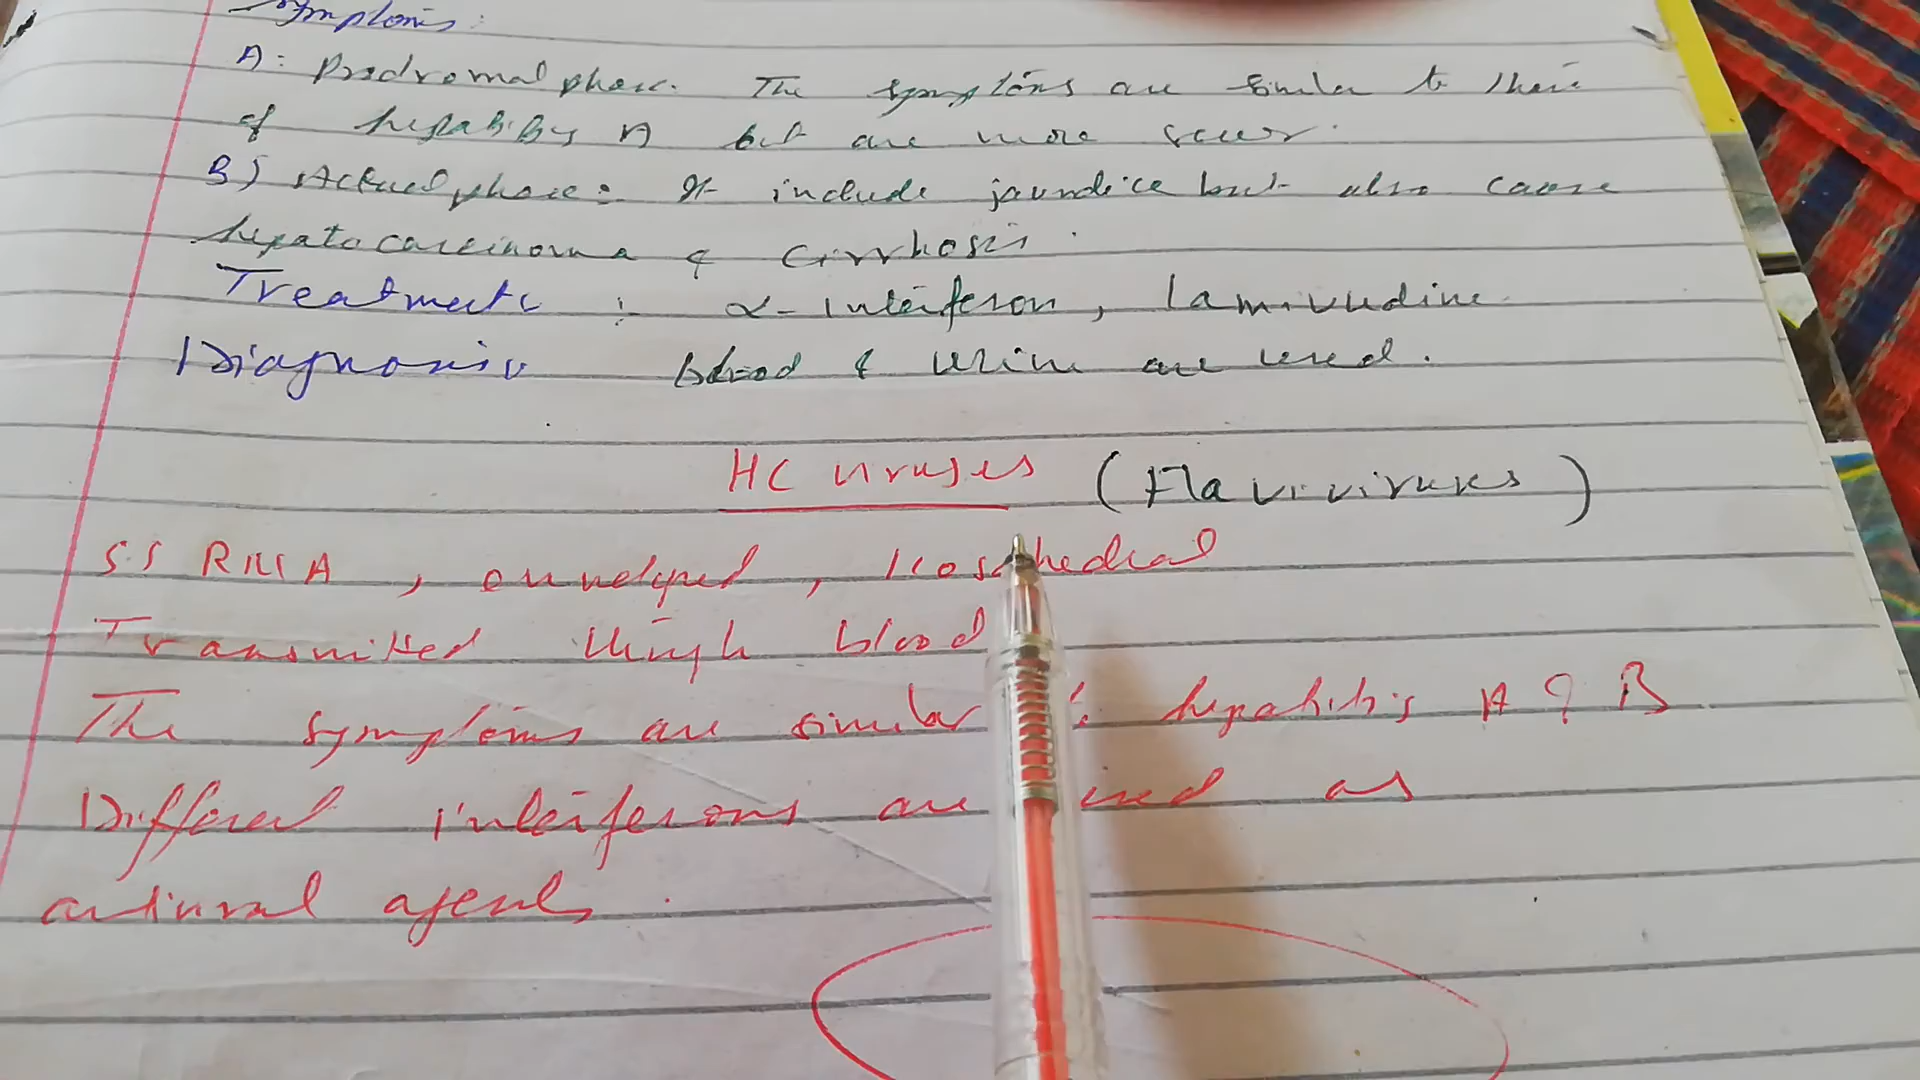 Symptoms:
A: Prodromal phase. The symptoms are similar to those
of hepatitis A but are more sever.
B) Actual phase: It include jaundice but also cause
hepatocarcinoma & Cirrhosis.
Treatment :- α-Interferon, lamivudine
Diagnosis blood & Urine are used.
HC viruses (Flaviviruses)
S.S RNA, enveloped, Icosahedral
Transmitted through blood
The symptoms are similar hepatitis A & B
Different interferons are used as
antiviral agents.